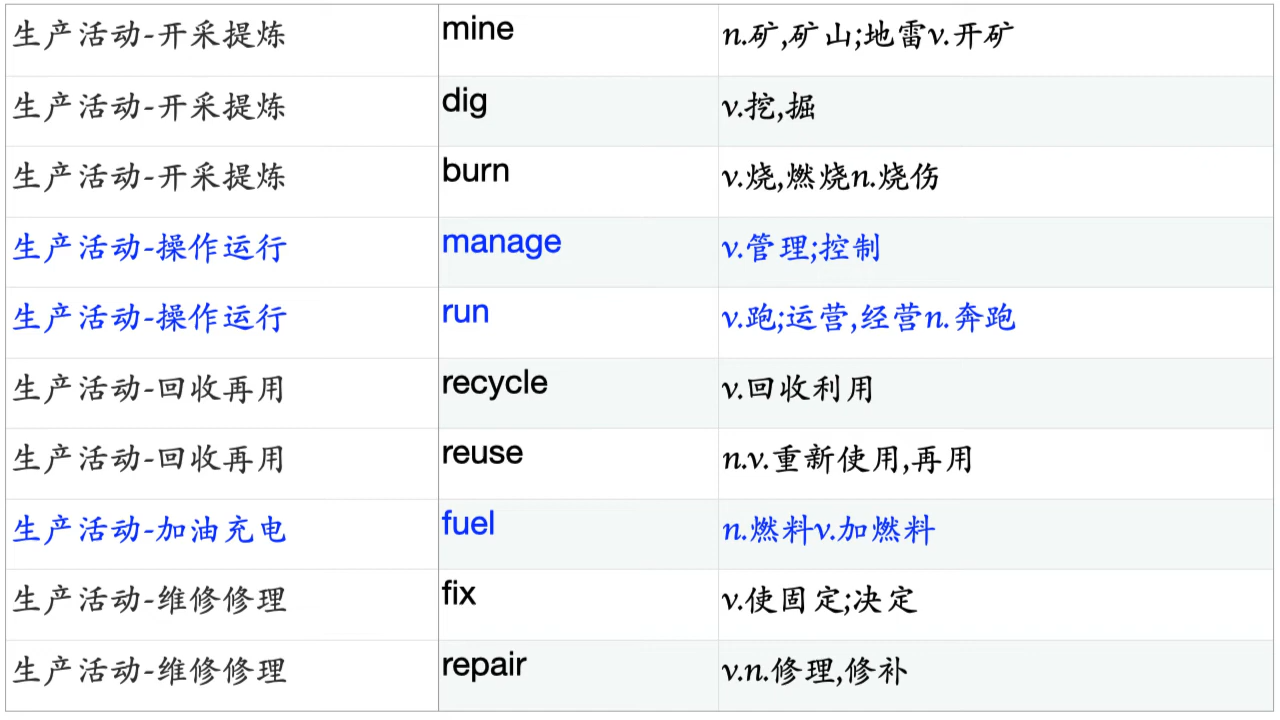 生产活动-开采提炼 mine n.矿,矿山;地雷v.开矿
生产活动-开采提炼 dig v.挖,掘
生产活动-开采提炼 burn v.烧,燃烧n.烧伤
生产活动-操作运行 manage v.管理;控制
生产活动-操作运行 run v.跑;运营,经营n.奔跑
生产活动-回收再用 recycle v.回收利用
生产活动-回收再用 reuse n.v.重新使用,再用
生产活动-加油充电 fuel n.燃料v.加燃料
生产活动-维修修理 fix v.使固定;决定
生产活动-维修修理 repair v.n.修理,修补